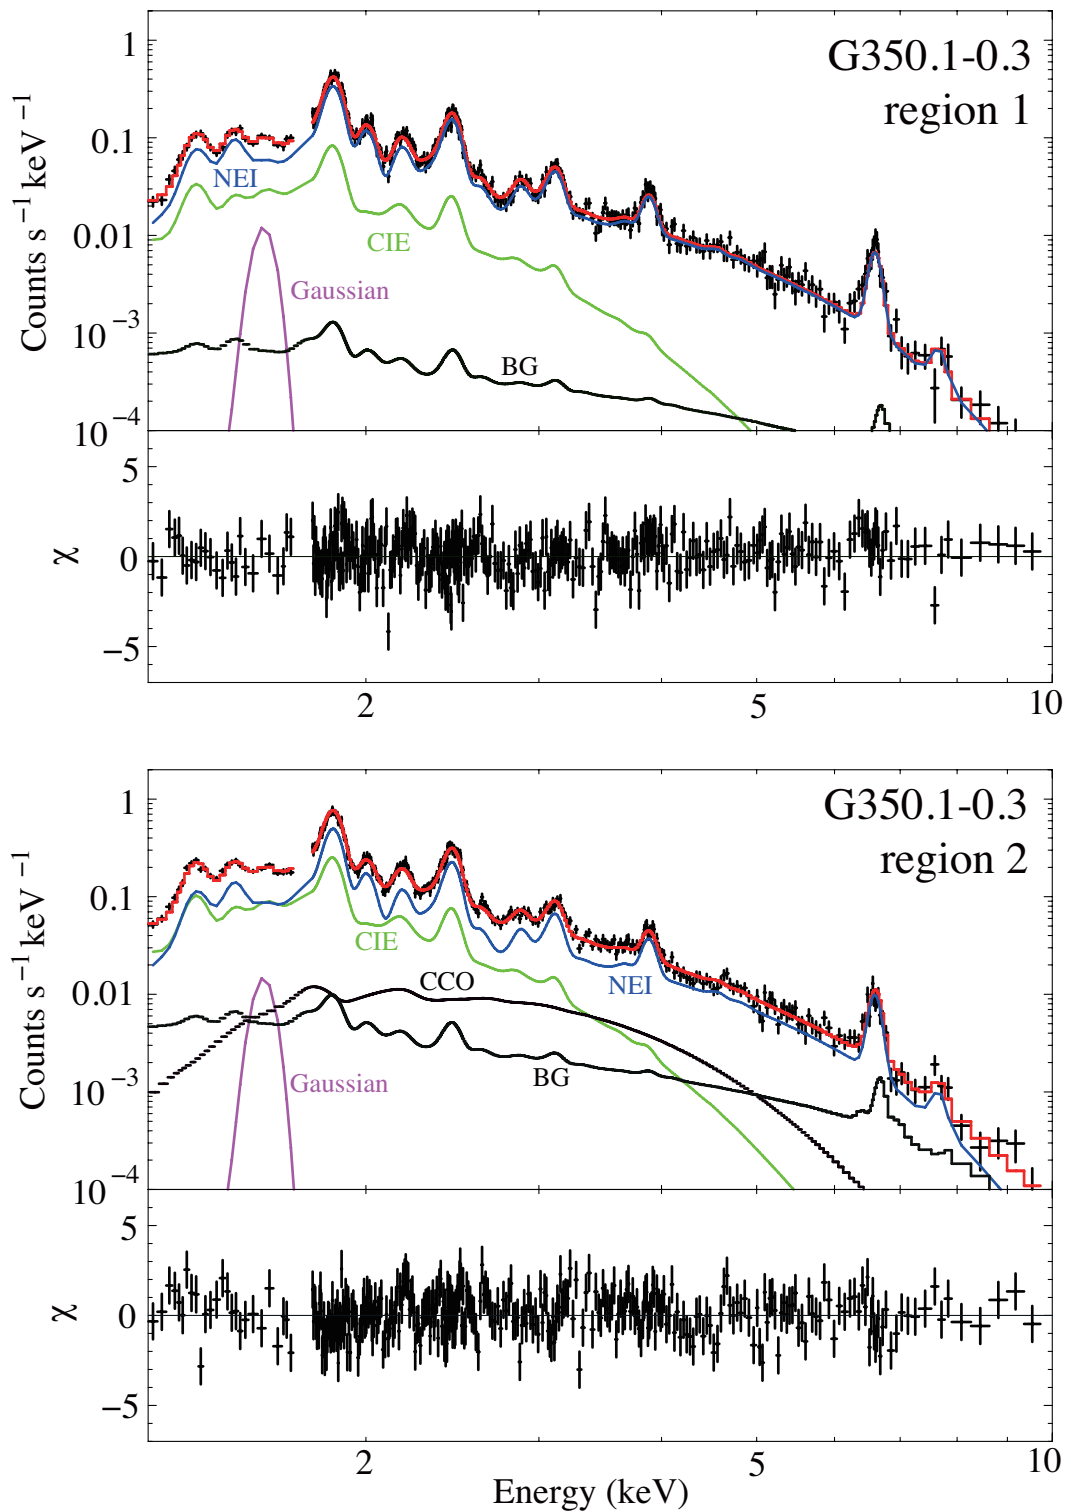 G350.1-0.3
region 1
Counts s⁻¹ keV⁻¹
1
0.1
0.01
10⁻³
10⁻⁴
NEI
CIE
Gaussian
BG
χ
10
5
0
−5
2 5 10
G350.1-0.3
region 2
Counts s⁻¹ keV⁻¹
1
0.1
0.01
10⁻³
10⁻⁴
CIE
CCO
NEI
Gaussian
BG
χ
5
0
−5
2 5 10
Energy (keV)